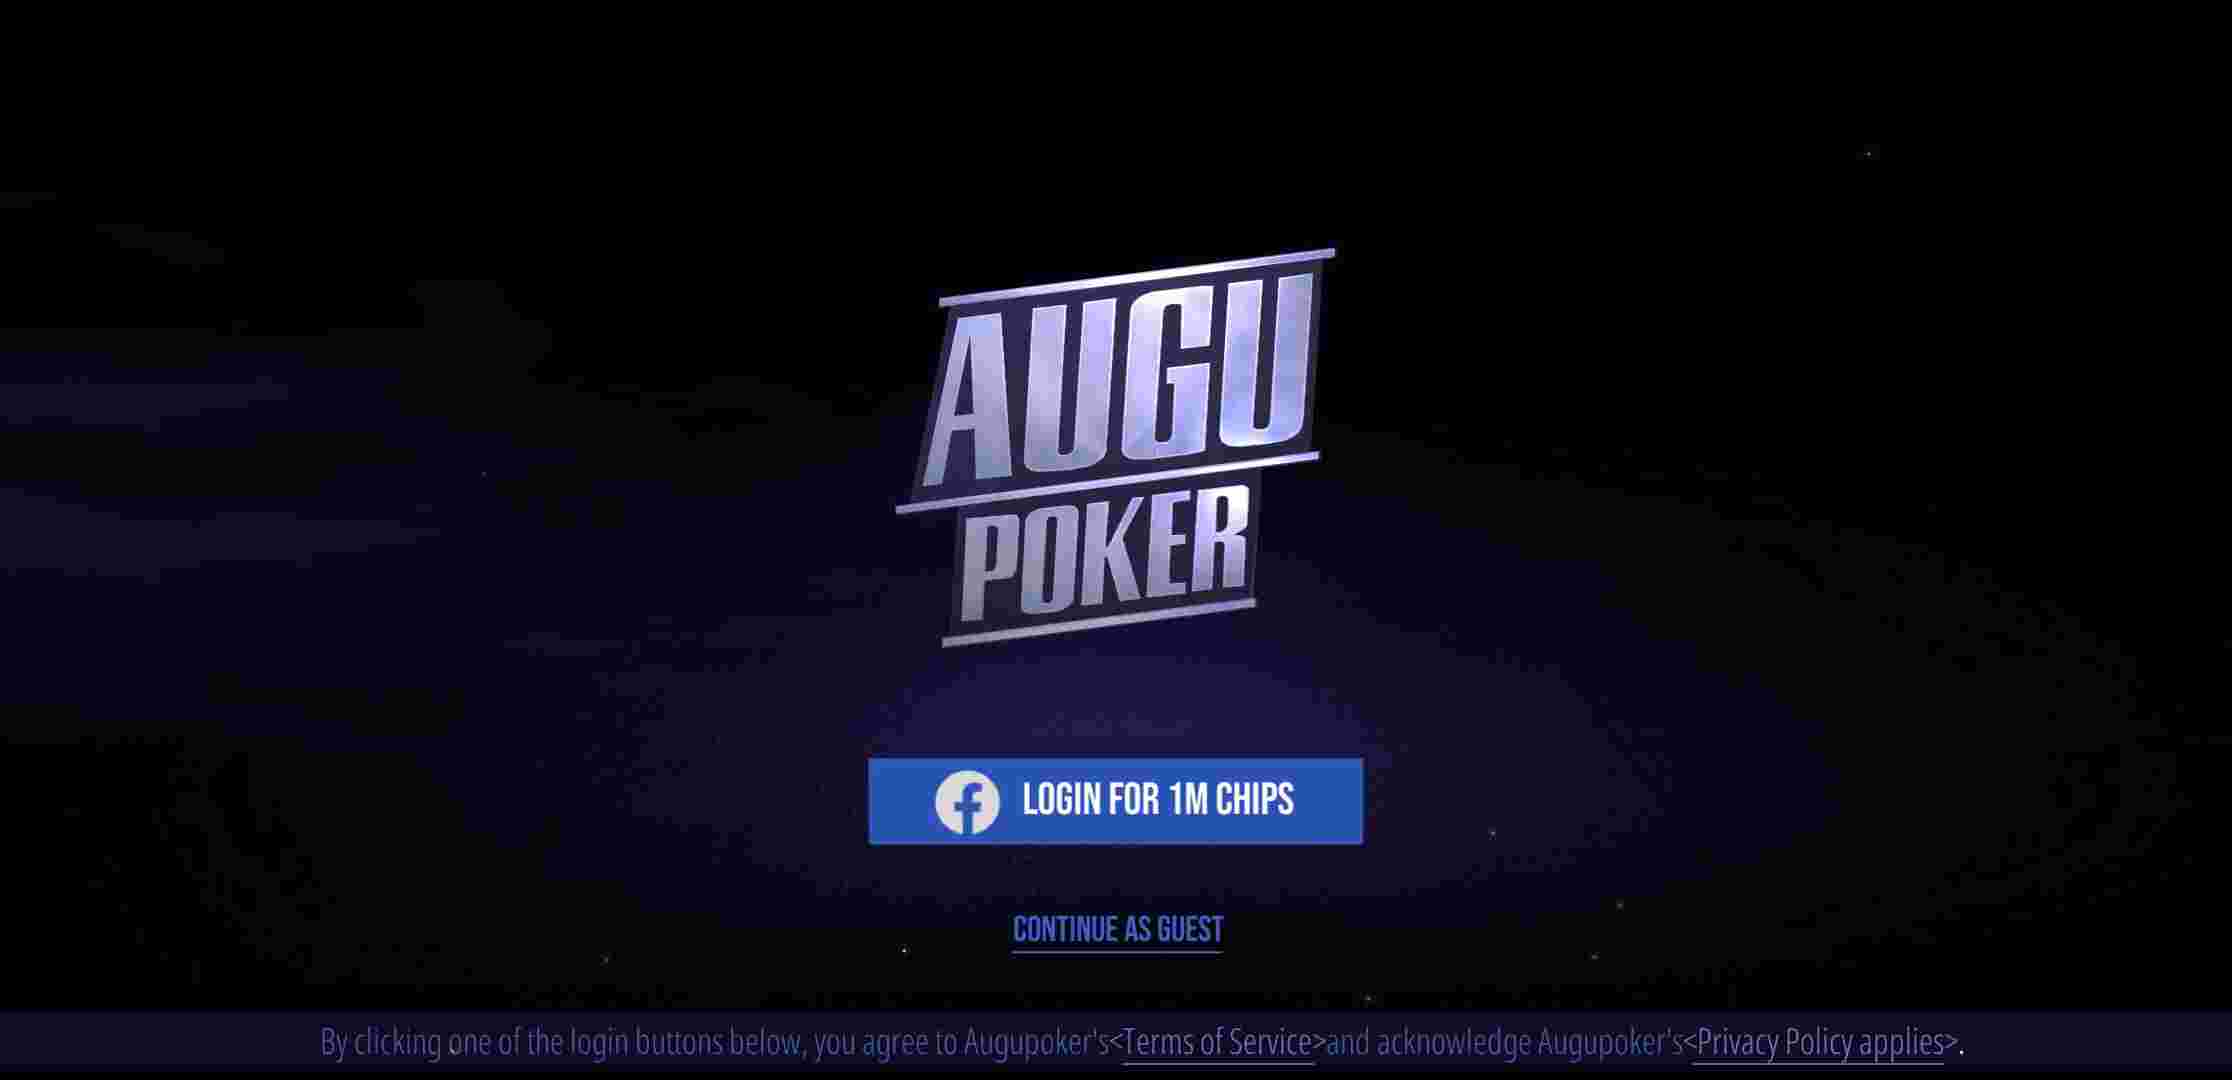 AUGU
POKER
LOGIN FOR 1M CHIPS
CONTINUE AS GUEST
By clicking one of the login buttons below, you agree to Augupoker's<Terms of Service>and acknowledge Augupoker's<Privacy Policy applies>.